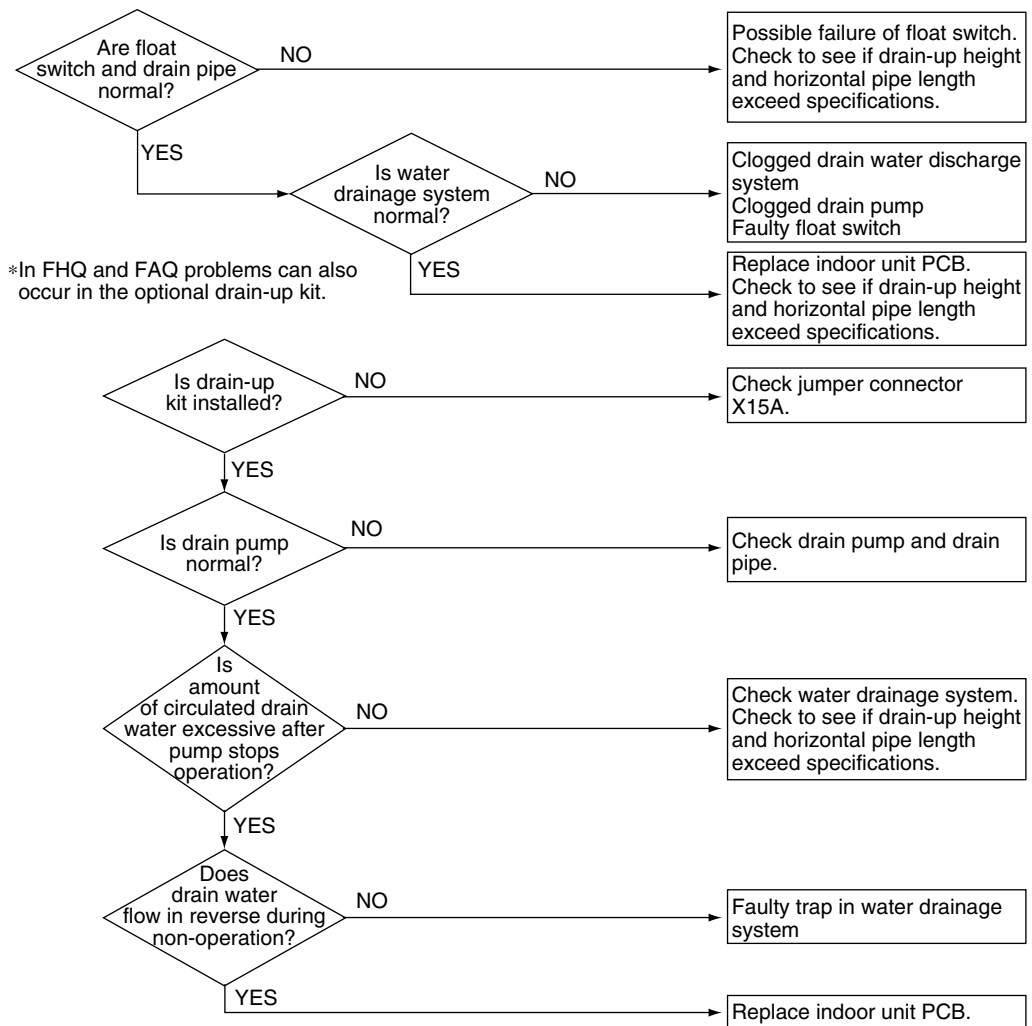 Are float
switch and drain pipe
normal?
NO
Possible failure of float switch.
Check to see if drain-up height
and horizontal pipe length
exceed specifications.
YES
Is water
drainage system
normal?
NO
Clogged drain water discharge
system
Clogged drain pump
Faulty float switch
YES
Replace indoor unit PCB.
Check to see if drain-up height
and horizontal pipe length
exceed specifications.
*In FHQ and FAQ problems can also
occur in the optional drain-up kit.
Is drain-up
kit installed?
NO
Check jumper connector
X15A.
YES
Is drain pump
normal?
NO
Check drain pump and drain
pipe.
YES
Is
amount
of circulated drain
water excessive after
pump stops
operation?
NO
Check water drainage system.
Check to see if drain-up height
and horizontal pipe length
exceed specifications.
YES
Does
drain water
flow in reverse during
non-operation?
NO
Faulty trap in water drainage
system
YES
Replace indoor unit PCB.